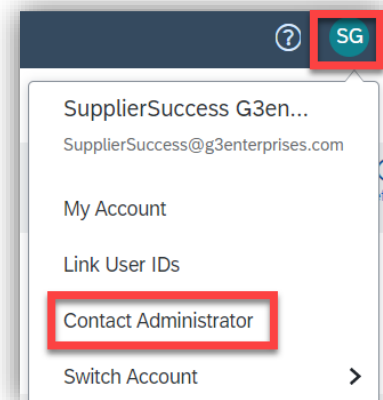 ? SG
SupplierSuccess G3en...
SupplierSuccess@g3enterprises.com
My Account
Link User IDs
Contact Administrator
Switch Account